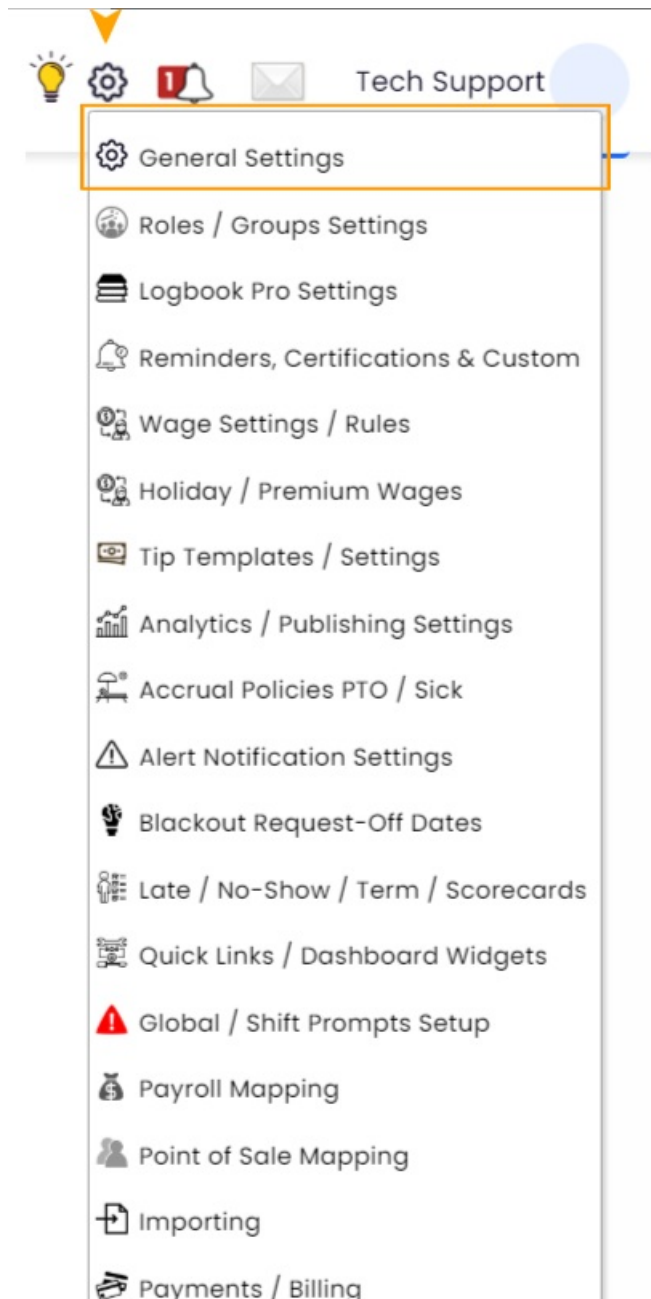 1
Tech Support
General Settings
Roles / Groups Settings
Logbook Pro Settings
Reminders, Certifications & Custom
Wage Settings / Rules
Holiday / Premium Wages
Tip Templates / Settings
Analytics / Publishing Settings
Accrual Policies PTO / Sick
Alert Notification Settings
Blackout Request-Off Dates
Late / No-Show / Term / Scorecards
Quick Links / Dashboard Widgets
Global / Shift Prompts Setup
Payroll Mapping
Point of Sale Mapping
Importing
Payments / Billing